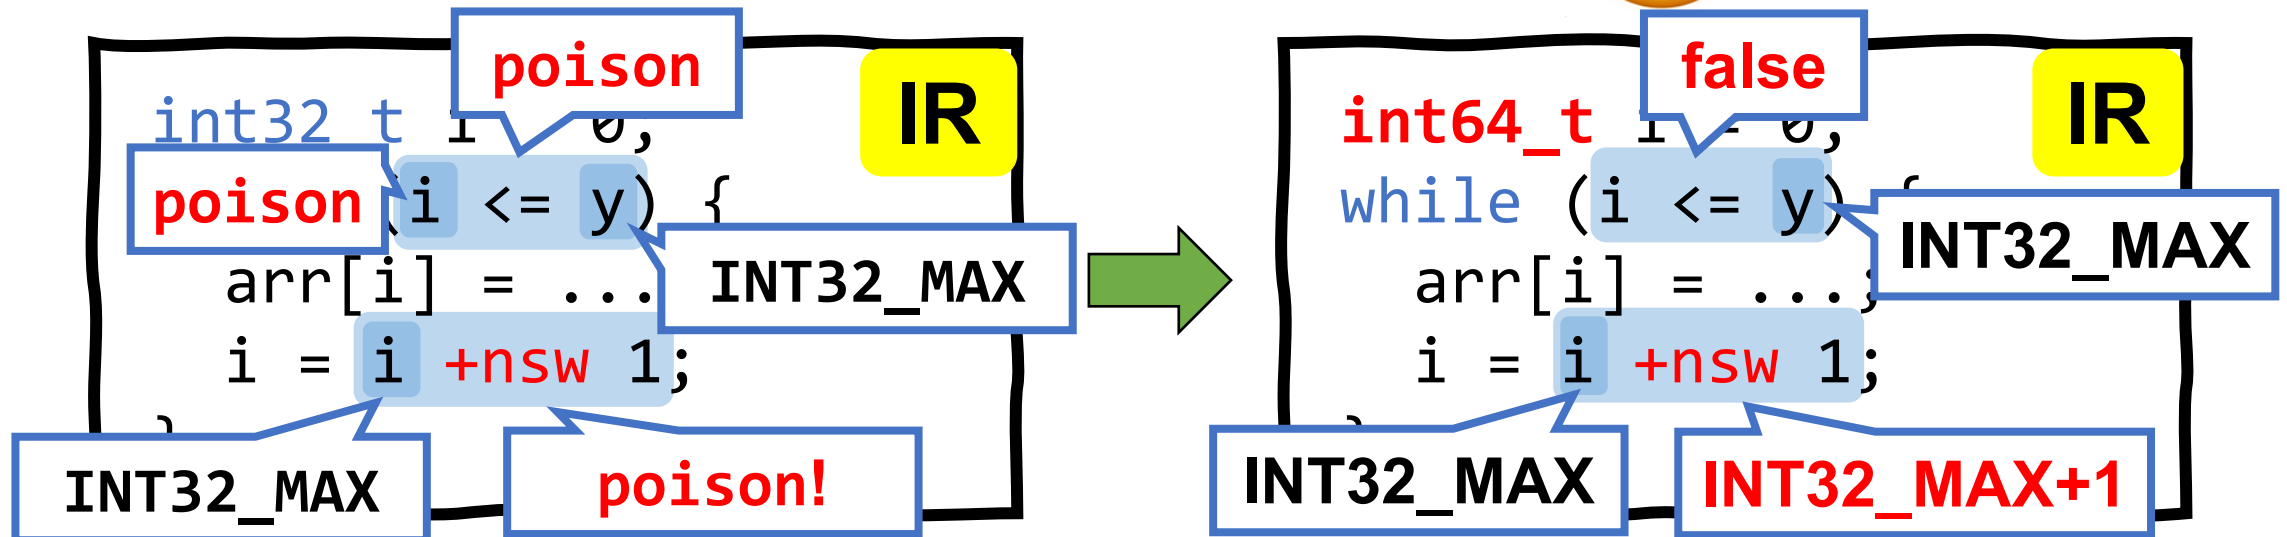 poison
IR
int32_t i = 0;
poison
(i <= y) {
INT32_MAX
arr[i] = ...
i = i +nsw 1;
}
INT32_MAX
poison!
false
IR
int64_t i = 0;
while (i <= y) {
INT32_MAX
arr[i] = ...;
i = i +nsw 1;
}
INT32_MAX
INT32_MAX+1